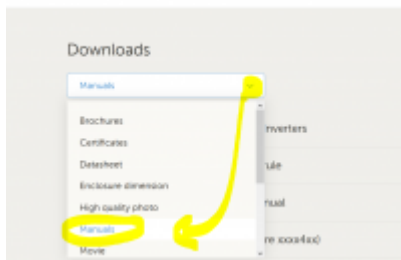 Downloads
Manuals
Brochures
nverters
Certificates
Datasheet
ule
Enclosure dimension
High quality photo
nual
Manuals
Movie